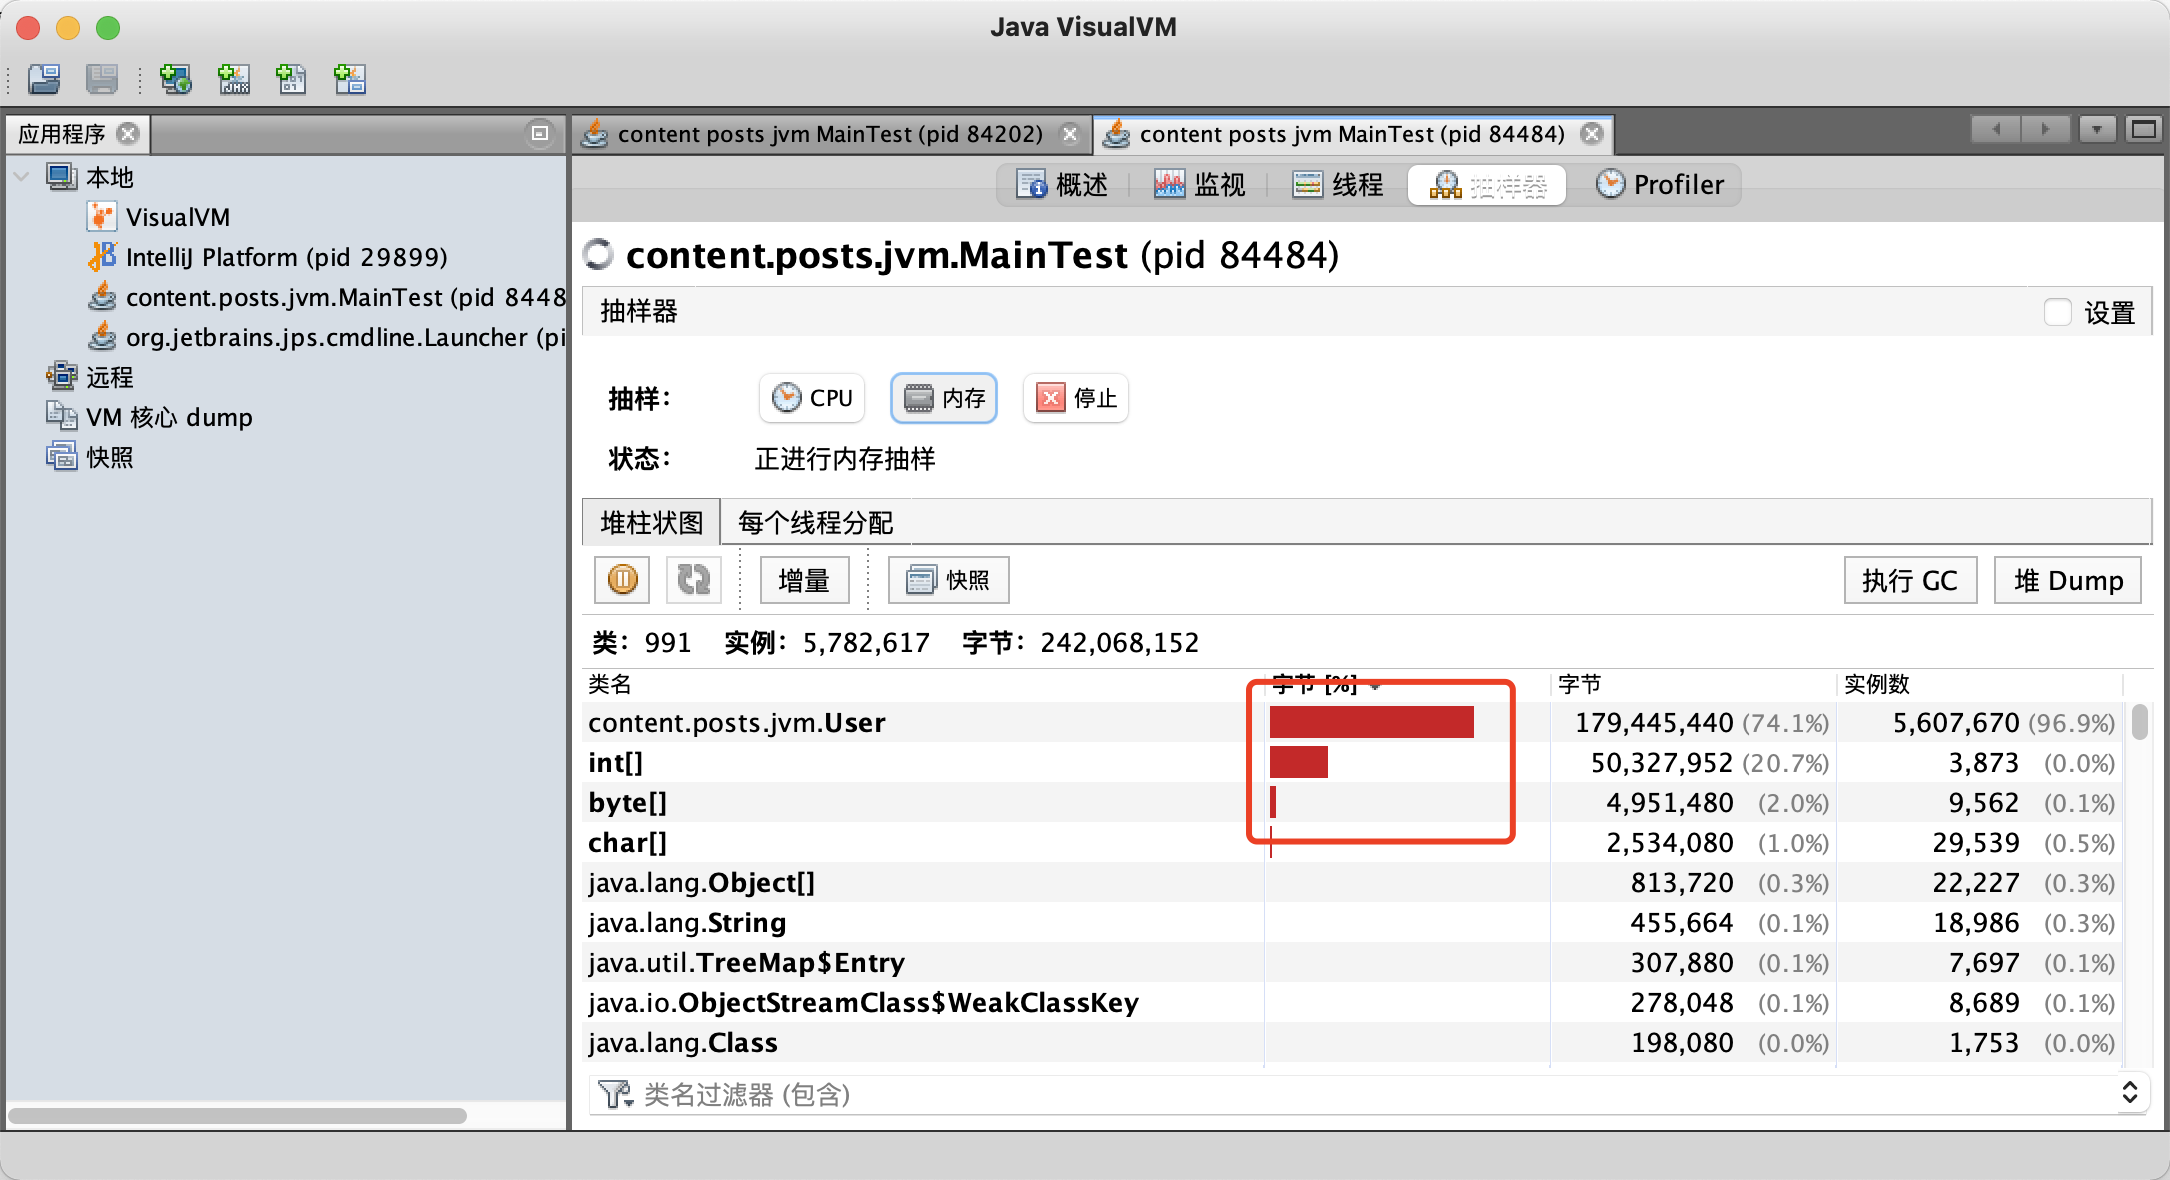 Java VisualVM
应用程序
content posts jvm MainTest (pid 84202)
content posts jvm MainTest (pid 84484)
本地
VisualVM
IntelliJ Platform (pid 29899)
content.posts.jvm.MainTest (pid 8448
org.jetbrains.jps.cmdline.Launcher (pi
远程
VM 核心 dump
快照
概述
监视
线程
抽样器
Profiler
content.posts.jvm.MainTest (pid 84484)
抽样器
设置
抽样：
CPU
内存
停止
状态：
正进行内存抽样
堆柱状图
每个线程分配
增量
快照
执行 GC
堆 Dump
类： 991 实例： 5,782,617 字节： 242,068,152
类名 字节 [%] 字节 实例数
content.posts.jvm.User 179,445,440 (74.1%) 5,607,670 (96.9%)
int[] 50,327,952 (20.7%) 3,873 (0.0%)
byte[] 4,951,480 (2.0%) 9,562 (0.1%)
char[] 2,534,080 (1.0%) 29,539 (0.5%)
java.lang.Object[] 813,720 (0.3%) 22,227 (0.3%)
java.lang.String 455,664 (0.1%) 18,986 (0.3%)
java.util.TreeMap$Entry 307,880 (0.1%) 7,697 (0.1%)
java.io.ObjectStreamClass$WeakClassKey 278,048 (0.1%) 8,689 (0.1%)
java.lang.Class 198,080 (0.0%) 1,753 (0.0%)
类名过滤器 (包含)